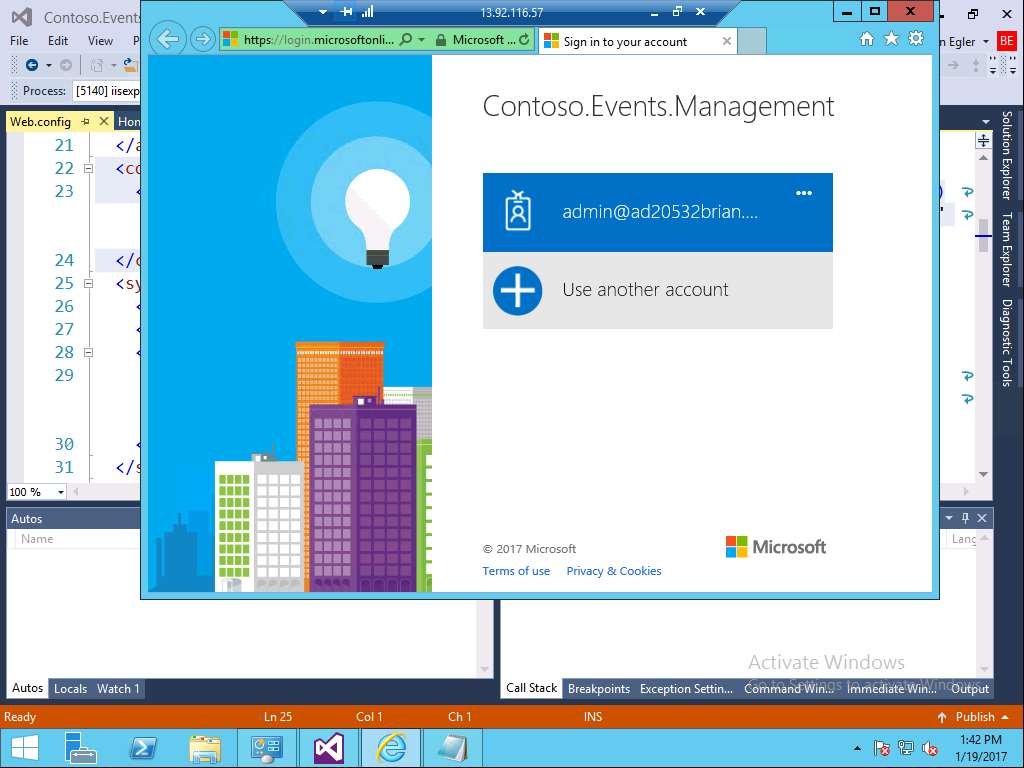 Contoso.Events
13.92.116.57
https://login.microsoftonli...
Microsoft ...
Sign in to your account
n Egler
BE
File Edit View P
Process: [5140] iisexp
Web.config
Hon
Contoso.Events.Management
admin@ad20532brian....
Use another account
© 2017 Microsoft
Microsoft
Terms of use Privacy & Cookies
21 </a
22 <co
23 <
24 </c
25 <sy
26 <
27 <
28 <
29
30 <
31 </s
100 %
Solution Explorer
Team Explorer
Diagnostic Tools
Autos
Name
Lang
Autos Locals Watch 1
Call Stack Breakpoints Exception Settin... Command Win... Immediate Win... Output
Activate Windows
Go to Settings to activate Windows.
Ready Ln 25 Col 1 Ch 1 INS Publish
1:42 PM
1/19/2017